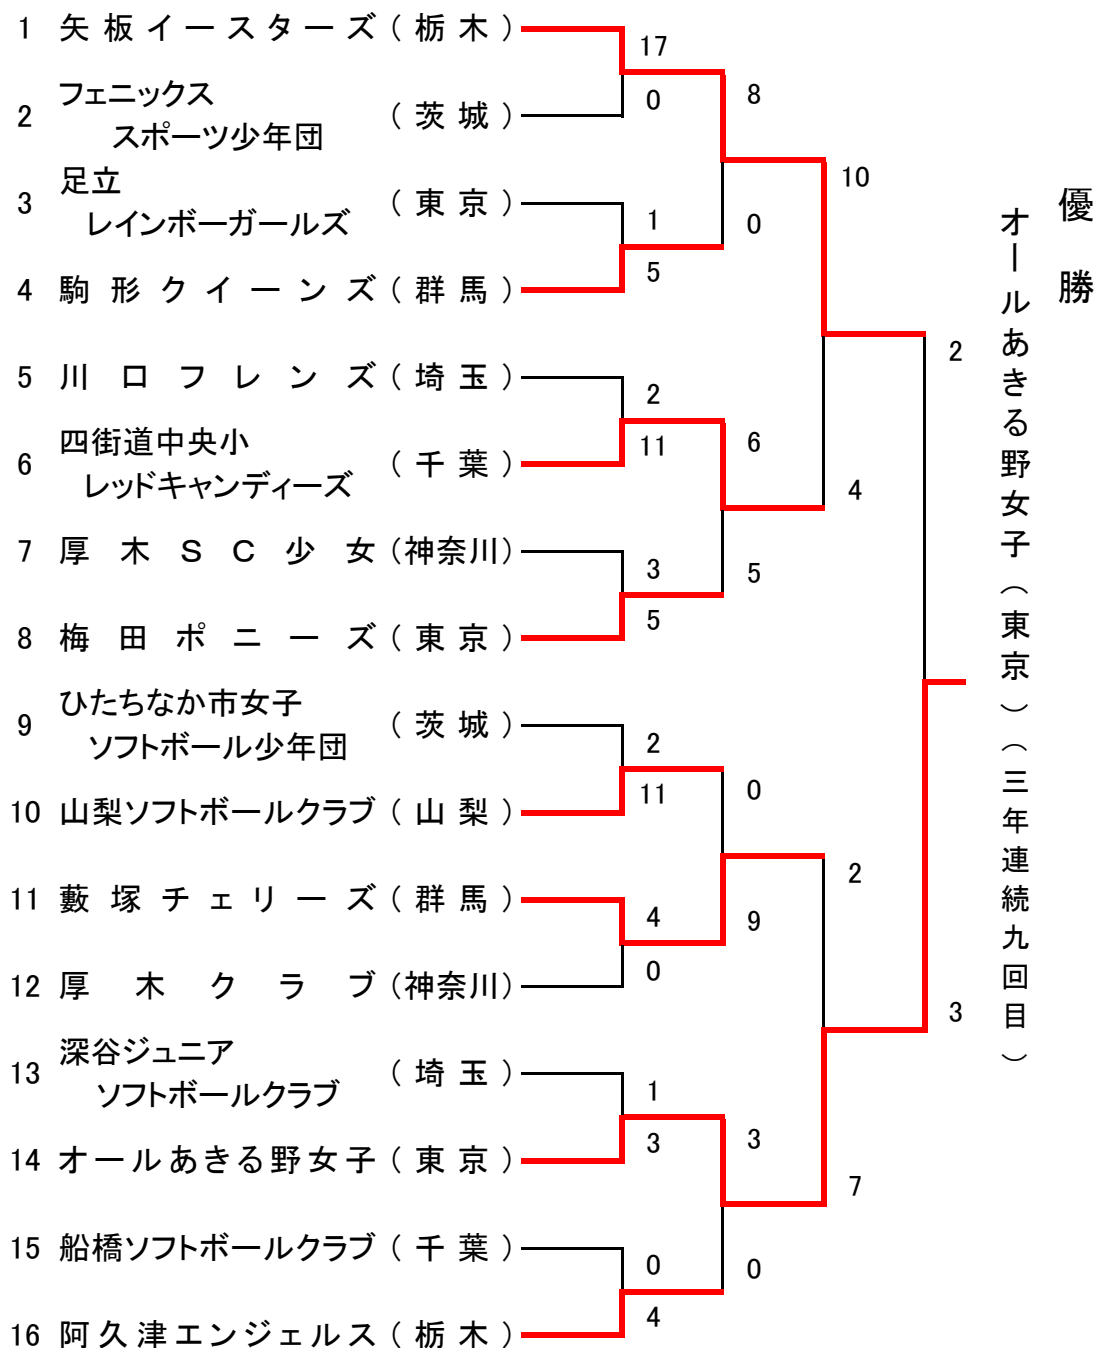 1 矢板イースターズ(栃木)
17
2 フェニックス
スポーツ少年団 (茨城)
0
8
3 足立
レインボーガールズ (東京)
1
0
4 駒形クイーンズ(群馬)
5
10
5 川口フレンズ(埼玉)
2
6 四街道中央小
レッドキャンディーズ (千葉)
11
6
7 厚木SC少女(神奈川)
3
5
8 梅田ポニーズ(東京)
5
4
2
9 ひたちなか市女子
ソフトボール少年団 (茨城)
2
10 山梨ソフトボールクラブ(山梨)
11
0
11 藪塚チェリーズ(群馬)
4
9
12 厚木クラブ(神奈川)
0
2
13 深谷ジュニア
ソフトボールクラブ (埼玉)
1
14 オールあきる野女子(東京)
3
3
15 船橋ソフトボールクラブ(千葉)
0
0
16 阿久津エンジェルス(栃木)
4
7
3
優勝
オールあきる野女子(東京)(三年連続九回目)